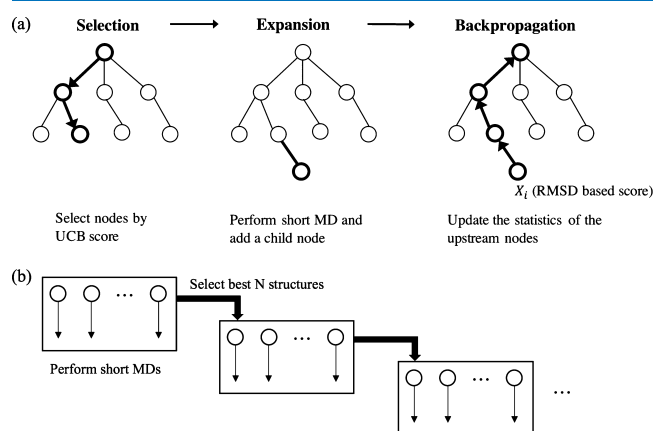 (a)
Selection
Expansion
Backpropagation
X_i (RMSD based score)
Select nodes by
UCB score
Perform short MD and
add a child node
Update the statistics of the
upstream nodes
(b)
Select best N structures
...
Perform short MDs
...
...
...